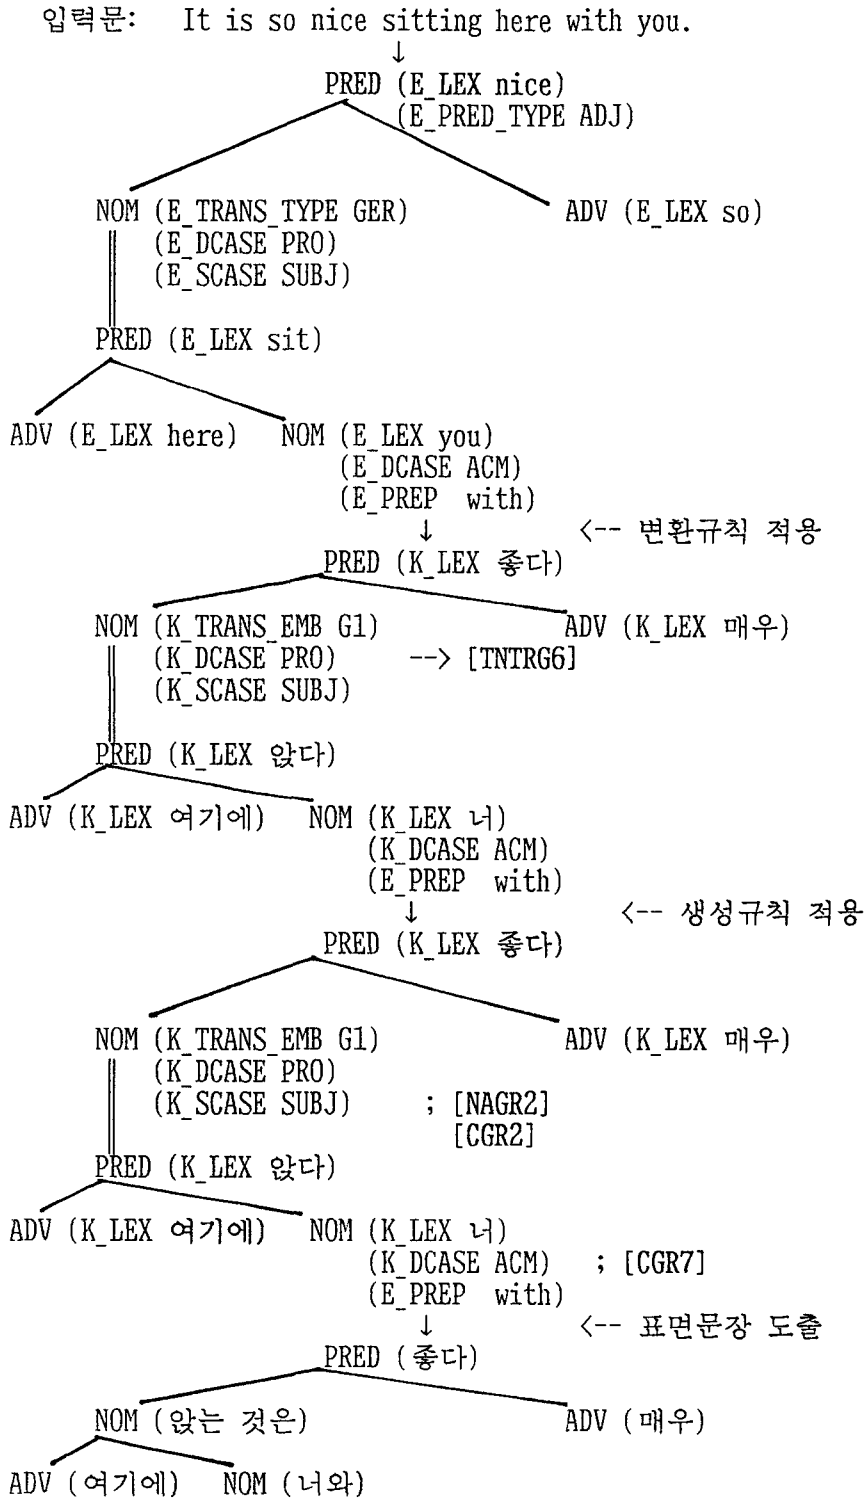 입력문: It is so nice sitting here with you.
↓
PRED (E_LEX nice)
(E_PRED_TYPE ADJ)
NOM (E_TRANS_TYPE GER) ADV (E_LEX so)
(E_DCASE PRO)
(E_SCASE SUBJ)
PRED (E_LEX sit)
ADV (E_LEX here) NOM (E_LEX you)
(E_DCASE ACM)
(E_PREP with)
↓ <-- 변환규칙 적용
PRED (K_LEX 좋다)
NOM (K_TRANS_EMB G1) ADV (K_LEX 매우)
(K_DCASE PRO) --> [TNTRG6]
(K_SCASE SUBJ)
PRED (K_LEX 앉다)
ADV (K_LEX 여기에) NOM (K_LEX 너)
(K_DCASE ACM)
(E_PREP with)
↓ <-- 생성규칙 적용
PRED (K_LEX 좋다)
NOM (K_TRANS_EMB G1) ADV (K_LEX 매우)
(K_DCASE PRO)
(K_SCASE SUBJ) ; [NAGR2]
[CGR2]
PRED (K_LEX 앉다)
ADV (K_LEX 여기에) NOM (K_LEX 너)
(K_DCASE ACM) ; [CGR7]
(E_PREP with)
↓ <-- 표면문장 도출
PRED (좋다)
NOM (앉는 것은) ADV (매우)
ADV (여기에) NOM (너와)